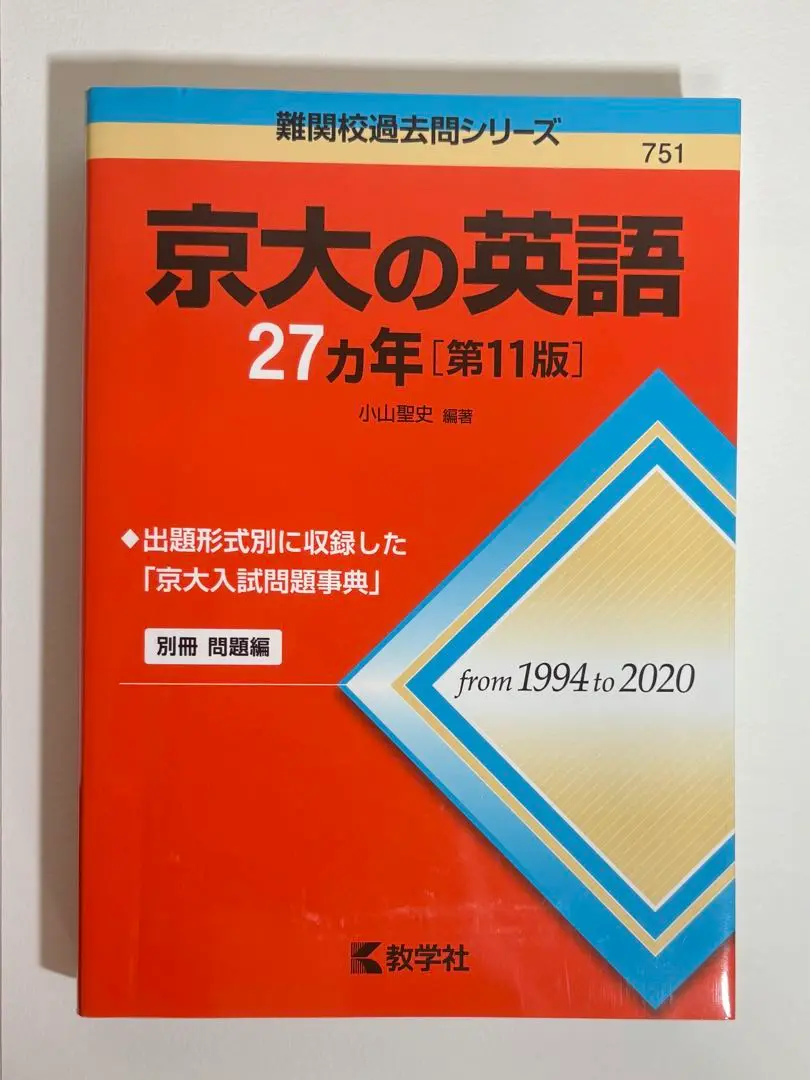 難関校過去問シリーズ
751
京大の英語
27ヵ年［第11版］
小山聖史 編著
◆出題形式別に収録した
「京大入試問題事典」
別冊 問題編
from 1994 to 2020
教学社